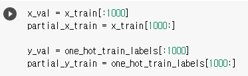 x_val = x_train[:1000]
partial_x_train = x_train[1000:]
y_val = one_hot_train_labels[:1000]
partial_y_train = one_hot_train_labels[1000:]